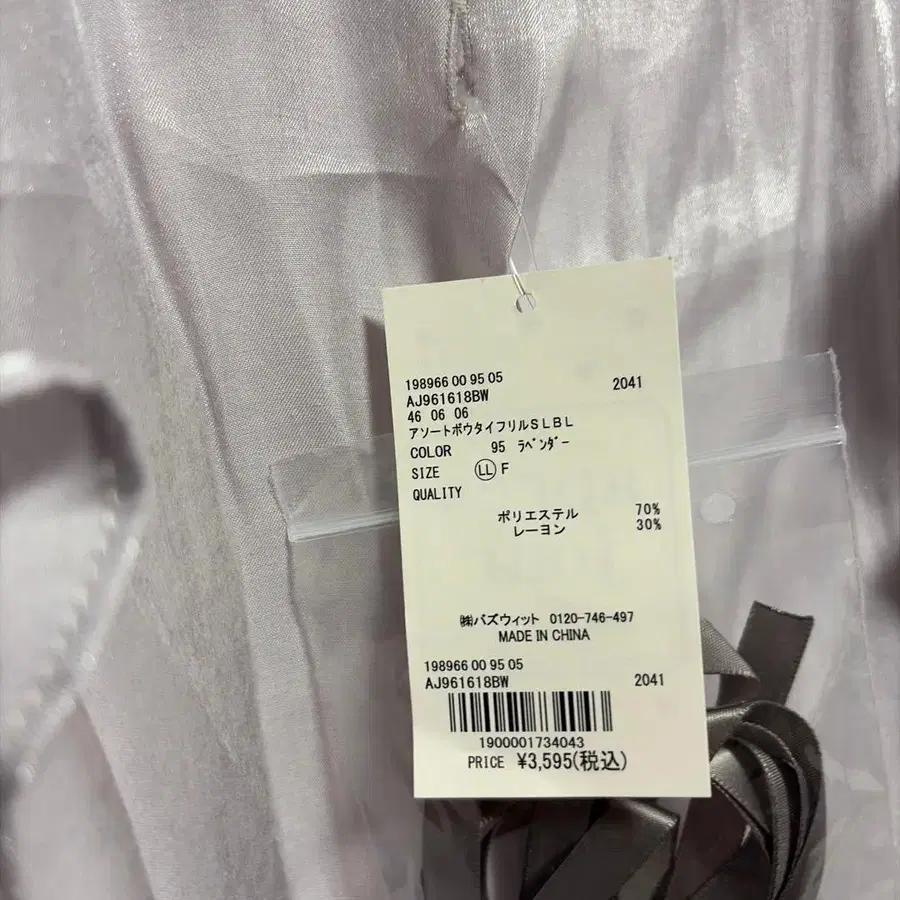 198966 00 95 05 2041
AJ961618BW
46 06 06
アソートボウタイフリルSLBL
COLOR 95 ラベンダー
SIZE LL F
QUALITY
ポリエステル 70%
レーヨン 30%
㈱バズウィット 0120-746-497
MADE IN CHINA
198966 00 95 05
AJ961618BW 2041
1900001734043
PRICE ¥3,595(税込)